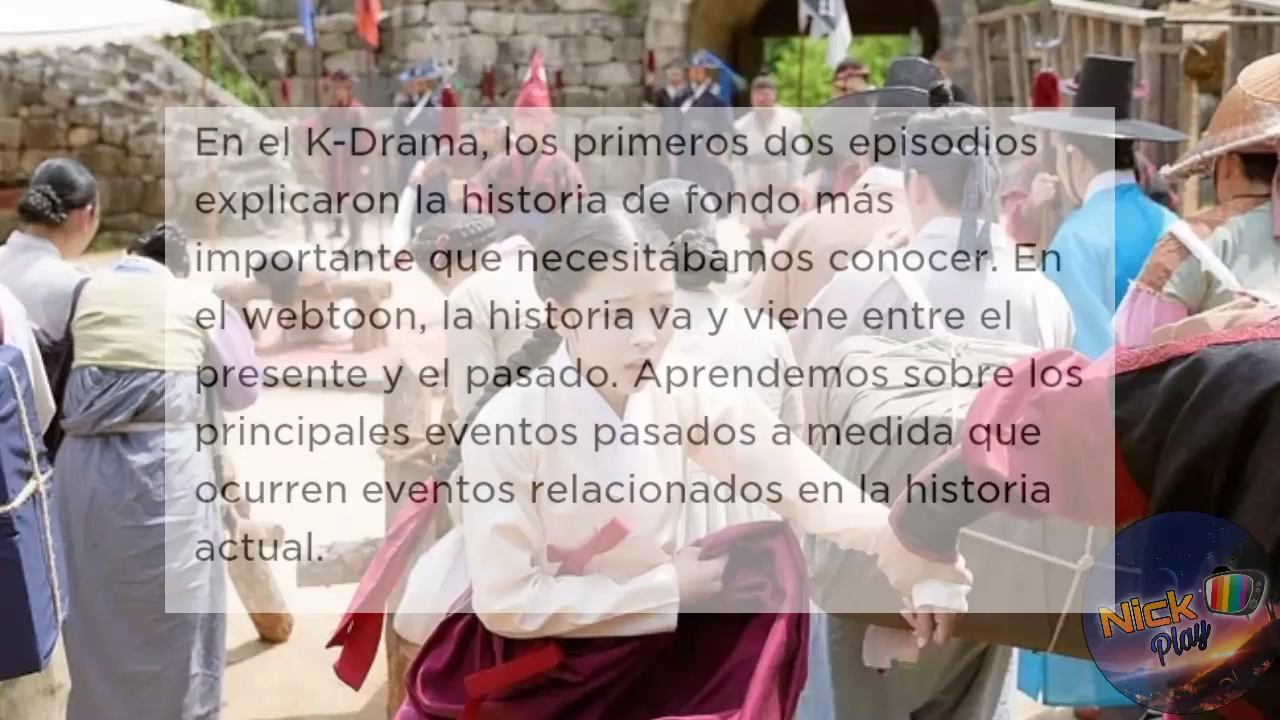 En el K-Drama, los primeros dos episodios
explicaron la historia de fondo más
importante que necesitábamos conocer. En
el webtoon, la historia va y viene entre el
presente y el pasado. Aprendemos sobre los
principales eventos pasados a medida que
ocurren eventos relacionados en la historia
actual.
Nick
Play